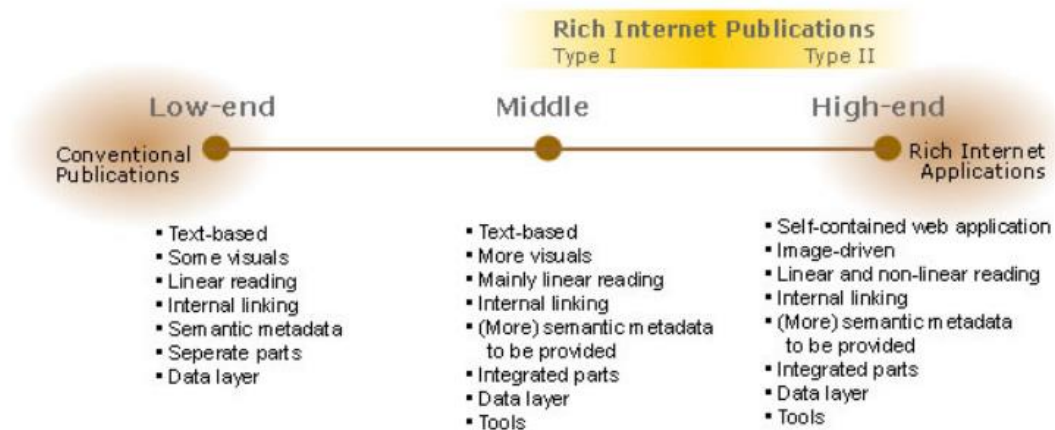 Rich Internet Publications
Type I
Type II
Low-end
Middle
High-end
Conventional
Publications
Rich Internet
Applications
▪ Text-based
▪ Some visuals
▪ Linear reading
▪ Internal linking
▪ Semantic metadata
▪ Seperate parts
▪ Data layer
▪ Text-based
▪ More visuals
▪ Mainly linear reading
▪ Internal linking
▪ (More) semantic metadata
to be provided
▪ Integrated parts
▪ Data layer
▪ Tools
▪ Self-contained web application
▪ Image-driven
▪ Linear and non-linear reading
▪ Internal linking
▪ (More) semantic metadata
to be provided
▪ Integrated parts
▪ Data layer
▪ Tools